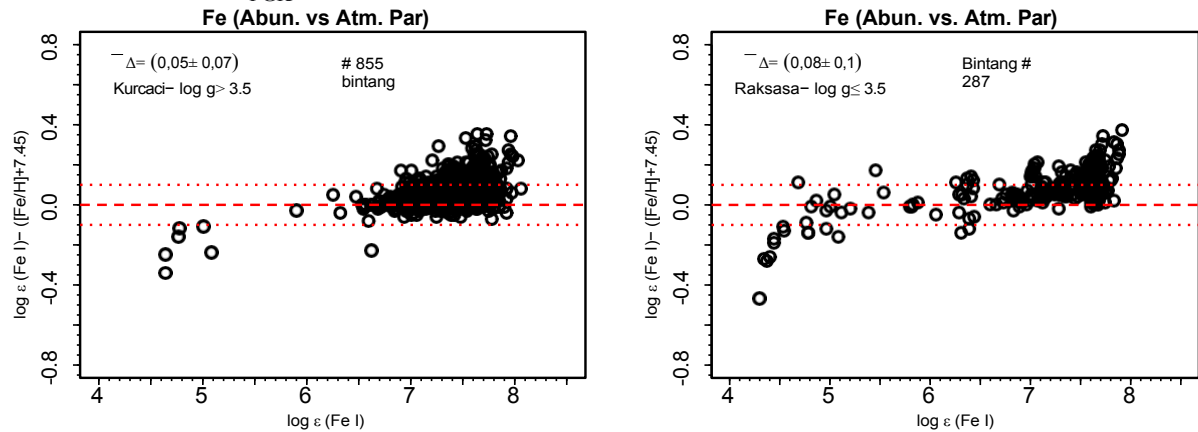 FGK
Fe (Abun. vs Atm. Par)
Δ= (0,05± 0,07)
# 855
bintang
Kurcaci− log g> 3.5
0.8
0.4
0.0
-0.4
-0.8
log ε (Fe I)− ([Fe/H]+7.45)
4 5 6 7 8
log ε (Fe I)
Fe (Abun. vs. Atm. Par)
Δ= (0,08± 0,1)
Bintang #
287
Raksasa− log g≤ 3.5
0.8
0.4
0.0
-0.4
-0.8
log ε (Fe I)− ([Fe/H]+7.45)
4 5 6 7 8
log ε (Fe I)